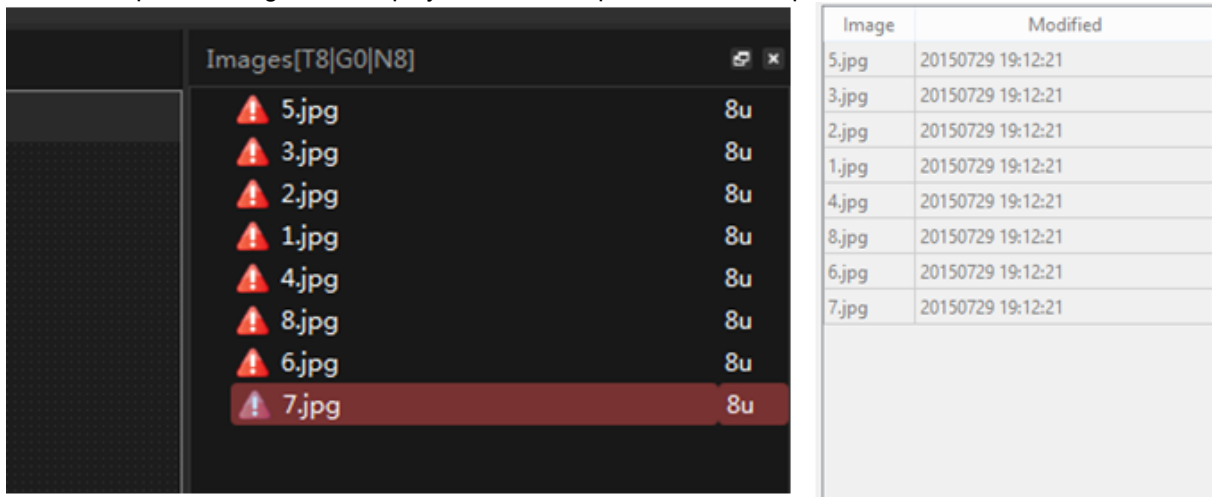 Images[T8|G0|N8]
5.jpg 8u
3.jpg 8u
2.jpg 8u
1.jpg 8u
4.jpg 8u
8.jpg 8u
6.jpg 8u
7.jpg 8u
Image Modified
5.jpg 20150729 19:12:21
3.jpg 20150729 19:12:21
2.jpg 20150729 19:12:21
1.jpg 20150729 19:12:21
4.jpg 20150729 19:12:21
8.jpg 20150729 19:12:21
6.jpg 20150729 19:12:21
7.jpg 20150729 19:12:21